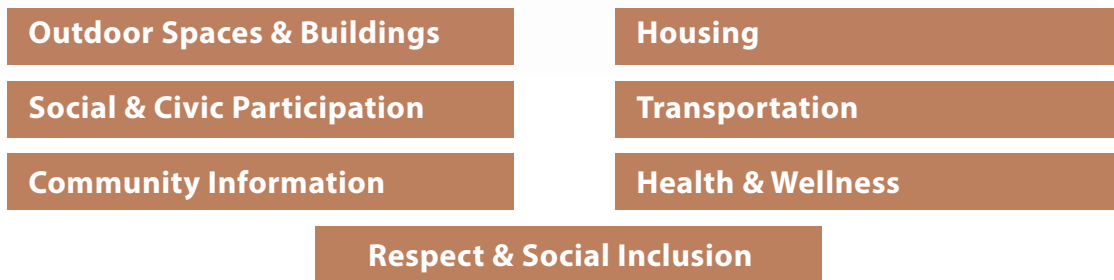 Outdoor Spaces & Buildings
Housing
Social & Civic Participation
Transportation
Community Information
Health & Wellness
Respect & Social Inclusion